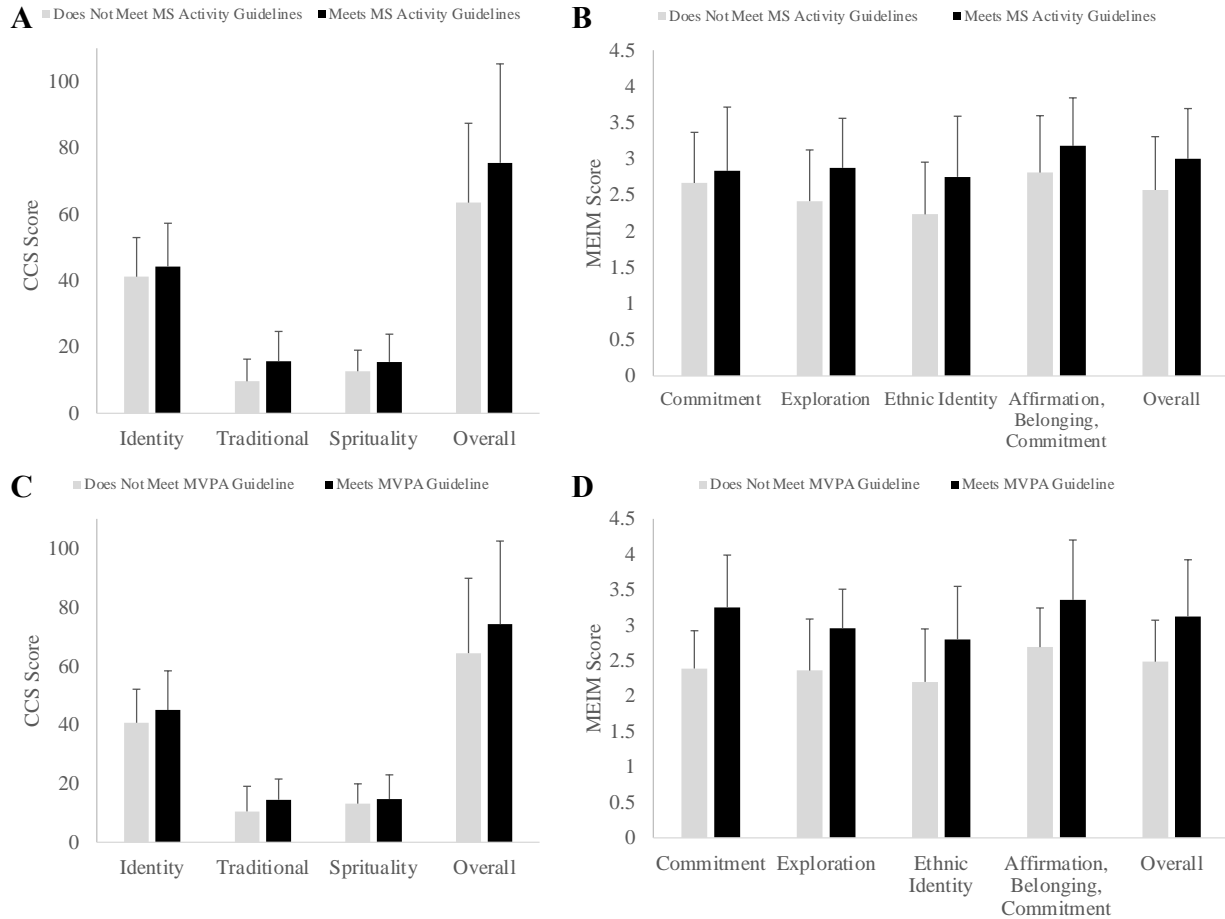 A
Does Not Meet MS Activity Guidelines Meets MS Activity Guidelines
CCS Score
100
80
60
40
20
0
Identity Traditional Sprituality Overall
B
Does Not Meet MS Activity Guidelines Meets MS Activity Guidelines
MEIM Score
4.5
4
3.5
3
2.5
2
1.5
1
0.5
0
Commitment Exploration Ethnic Identity Affirmation, Overall
Belonging,
Commitment
C
Does Not Meet MVPA Guideline Meets MVPA Guideline
CCS Score
100
80
60
40
20
0
Identity Traditional Sprituality Overall
D
Does Not Meet MVPA Guideline Meets MVPA Guideline
MEIM Score
4.5
4
3.5
3
2.5
2
1.5
1
0.5
0
Commitment Exploration Ethnic Affirmation, Overall
Identity Belonging,
Commitment